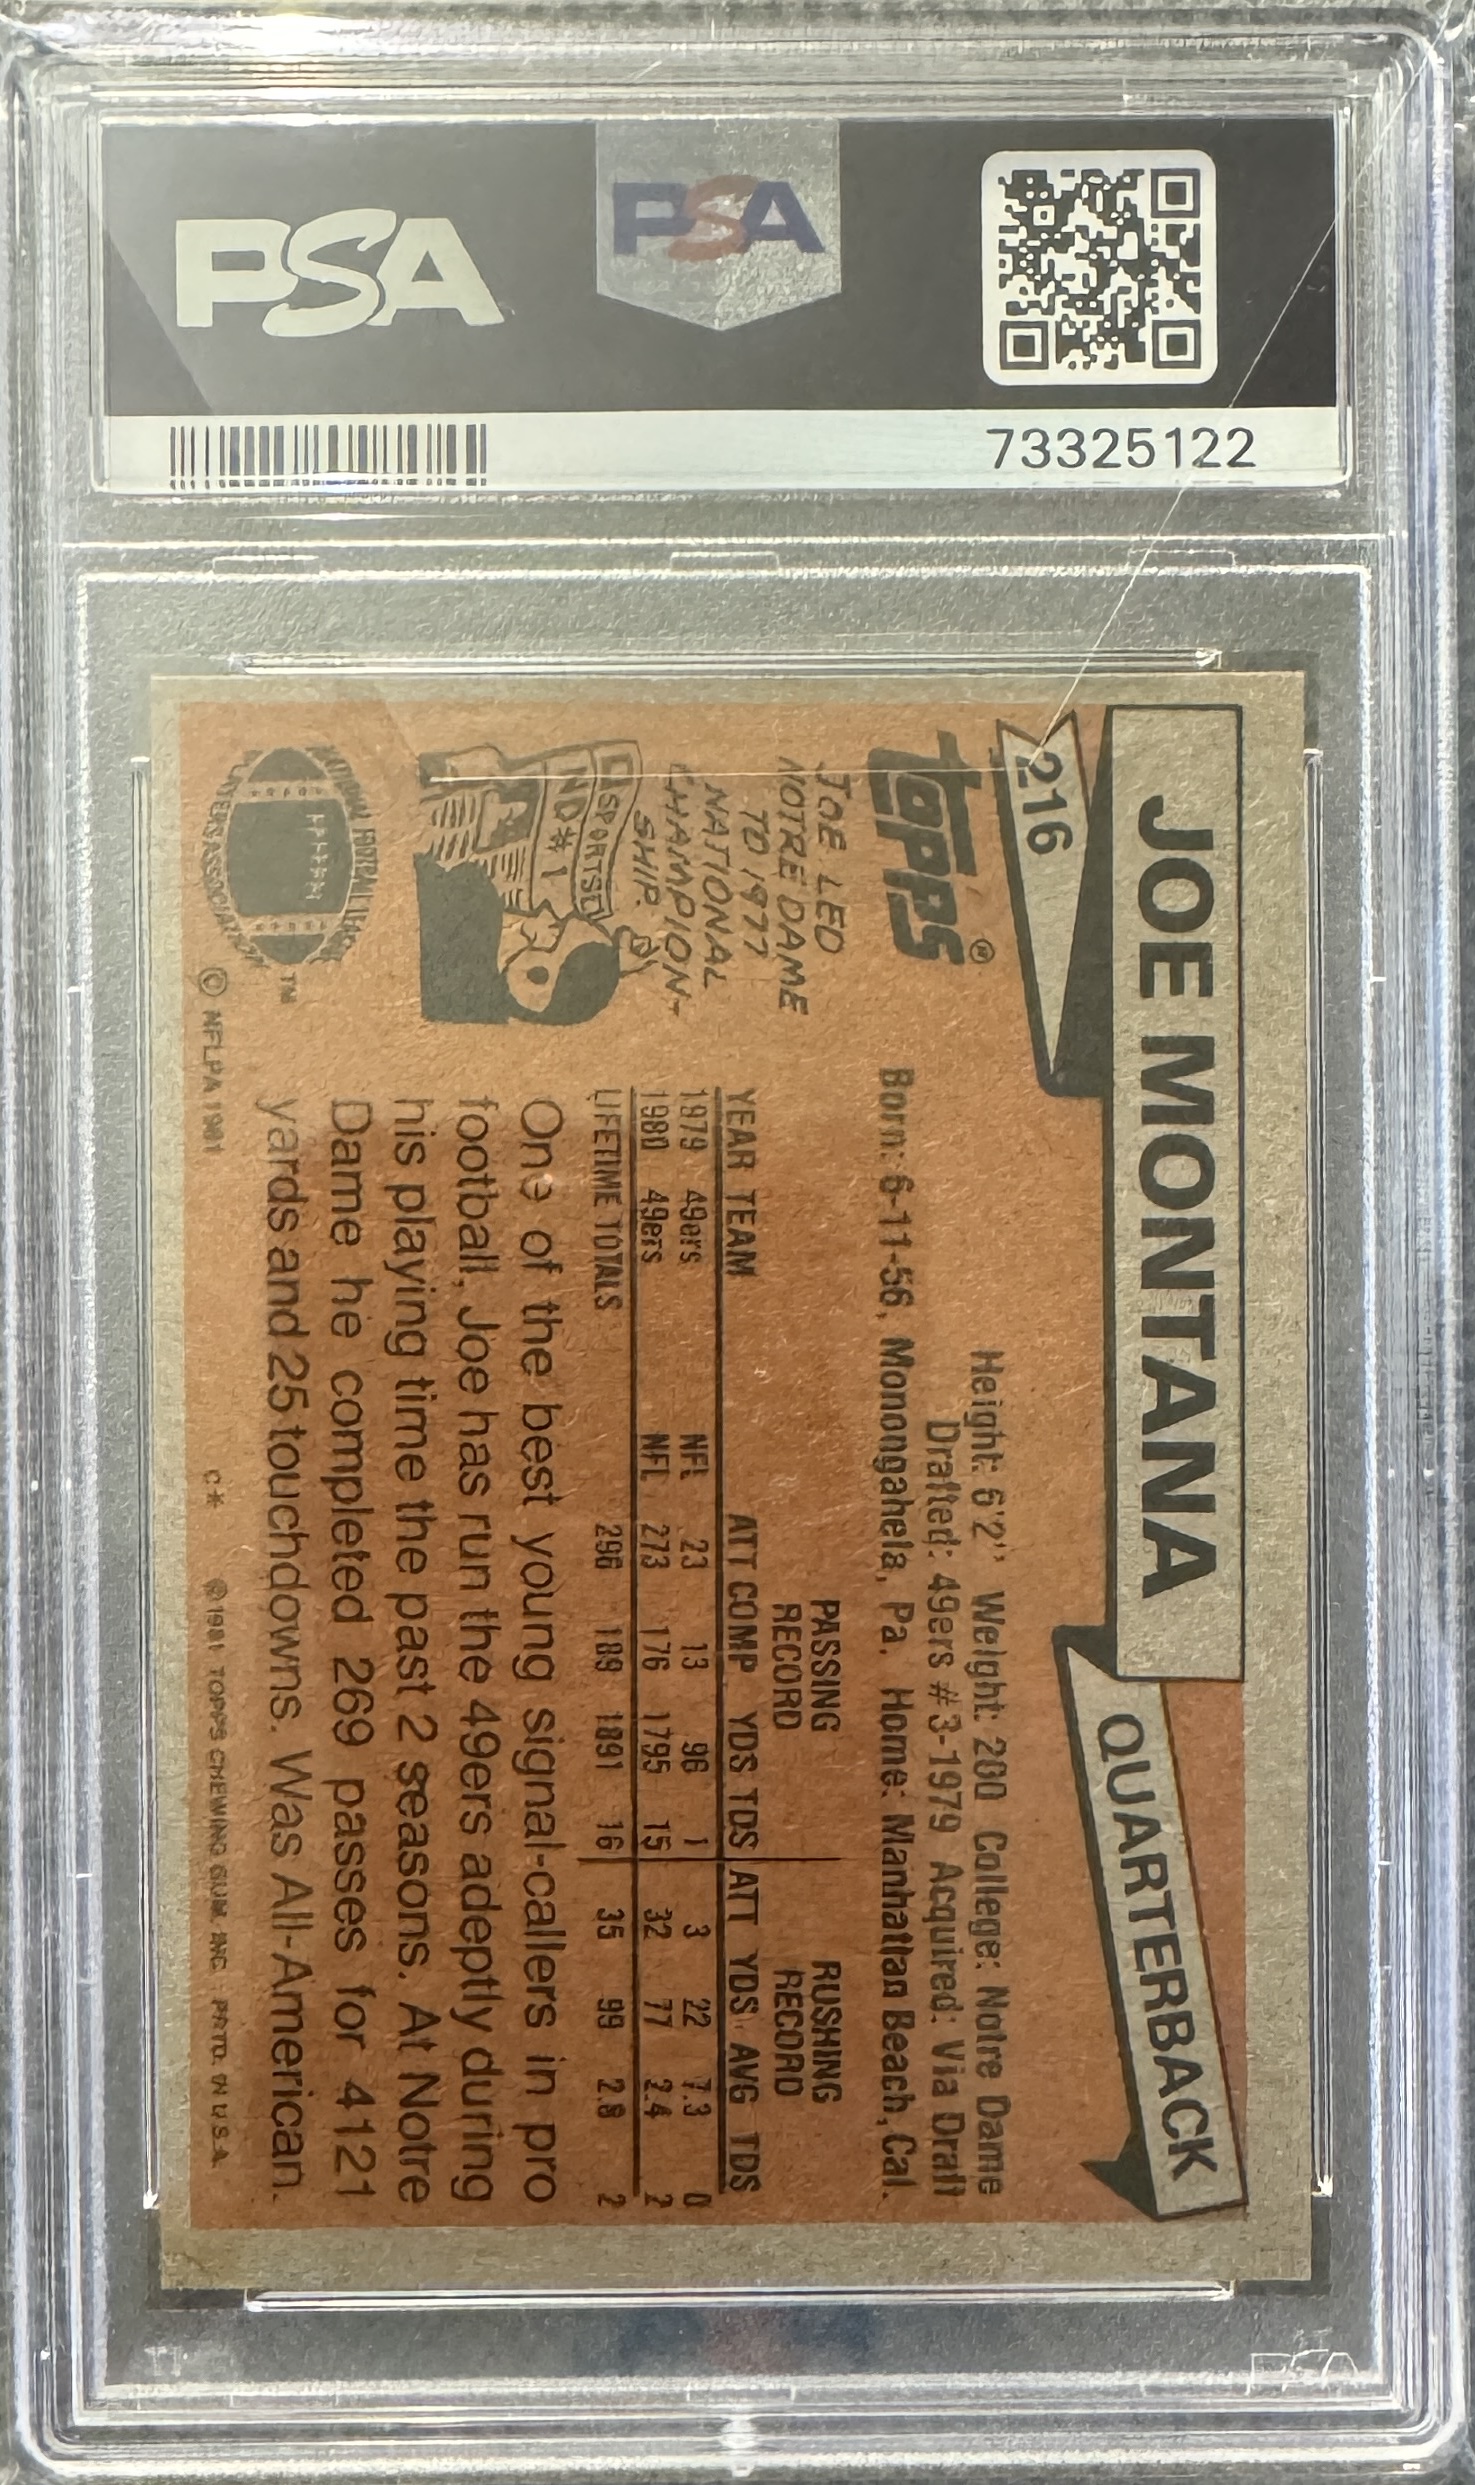 PSA
PSA
73325122
JOE MONTANA
QUARTERBACK
216
TOPPS®
Height: 6'2" Weight: 200 College: Notre Dame
Drafted: 49ers #3-1979 Acquired: Via Draft
Born: 6-11-56, Monongahela, Pa. Home: Manhattan Beach, Cal.
JOE LED
NOTRE DAME
TO 1977
NATIONAL
CHAMPION-
SHIP.
SPORTS
ND #1
PASSING RECORD RUSHING RECORD
YEAR TEAM ATT COMP YDS TDS ATT YDS AVG TDS
1979 49ers NFL 23 13 96 1 3 22 7.3 0
1980 49ers NFL 273 176 1795 15 32 77 2.4 2
LIFETIME TOTALS 296 189 1891 16 35 99 2.8 2
One of the best young signal-callers in pro
football, Joe has run the 49ers adeptly during
his playing time the past 2 seasons. At Notre
Dame he completed 269 passes for 4121
yards and 25 touchdowns. Was All-American.
NATIONAL FOOTBALL LEAGUE
PLAYERS ASSOCIATION
TM
© NFLPA 1981
C*
©1981 TOPPS CHEWING GUM, INC. PRTD. IN U.S.A.
PSA